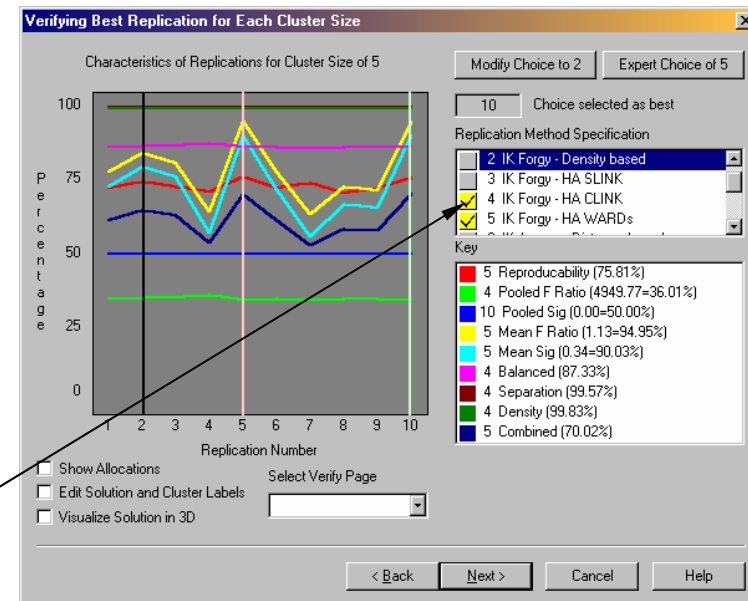 Verifying Best Replication for Each Cluster Size
Characteristics of Replications for Cluster Size of 5
Modify Choice to 2
Expert Choice of 5
10 Choice selected as best
Replication Method Specification
2 IK Forgy - Density based
3 IK Forgy - HA SLINK
4 IK Forgy - HA CLINK
5 IK Forgy - HA WARDs
Key
5 Reproducability (75.81%)
4 Pooled F Ratio (4949.77=36.01%)
10 Pooled Sig (0.00=50.00%)
5 Mean F Ratio (1.13=94.95%)
5 Mean Sig (0.34=90.03%)
4 Balanced (87.33%)
4 Separation (99.57%)
4 Density (99.83%)
5 Combined (70.02%)
Percentage
100
75
50
25
0
1 2 3 4 5 6 7 8 9 10
Replication Number
Show Allocations
Edit Solution and Cluster Labels
Visualize Solution in 3D
Select Verify Page
< Back
Next >
Cancel
Help